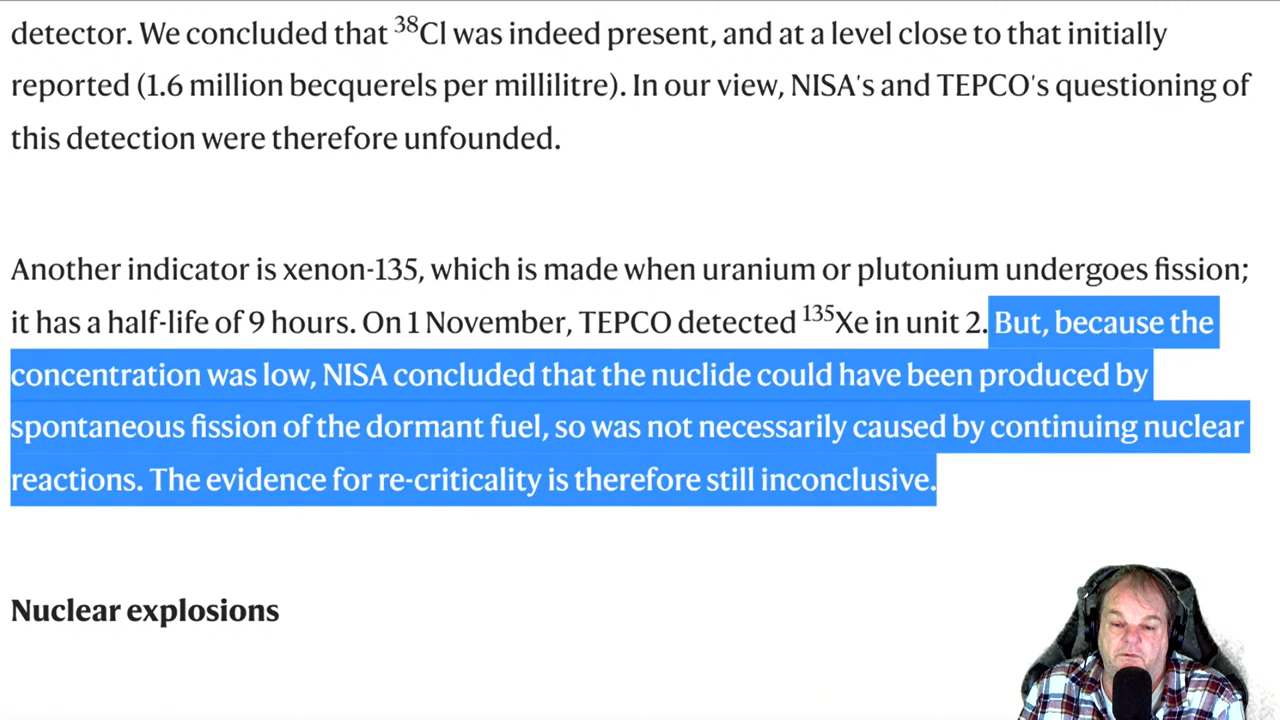 detector. We concluded that ³⁸Cl was indeed present, and at a level close to that initially
reported (1.6 million becquerels per millilitre). In our view, NISA's and TEPCO's questioning of
this detection were therefore unfounded.
Another indicator is xenon-135, which is made when uranium or plutonium undergoes fission;
it has a half-life of 9 hours. On 1 November, TEPCO detected ¹³⁵Xe in unit 2. But, because the
concentration was low, NISA concluded that the nuclide could have been produced by
spontaneous fission of the dormant fuel, so was not necessarily caused by continuing nuclear
reactions. The evidence for re-criticality is therefore still inconclusive.
Nuclear explosions